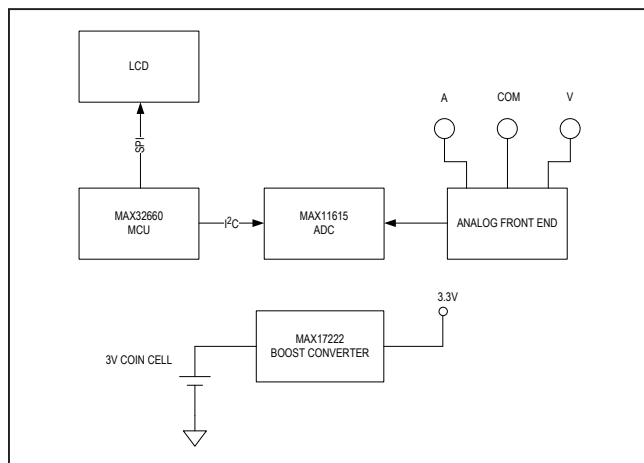 LCD
A
COM
V
SPI
MAX32660
MCU
I²C
MAX11615
ADC
ANALOG FRONT END
3.3V
MAX17222
BOOST CONVERTER
3V COIN CELL